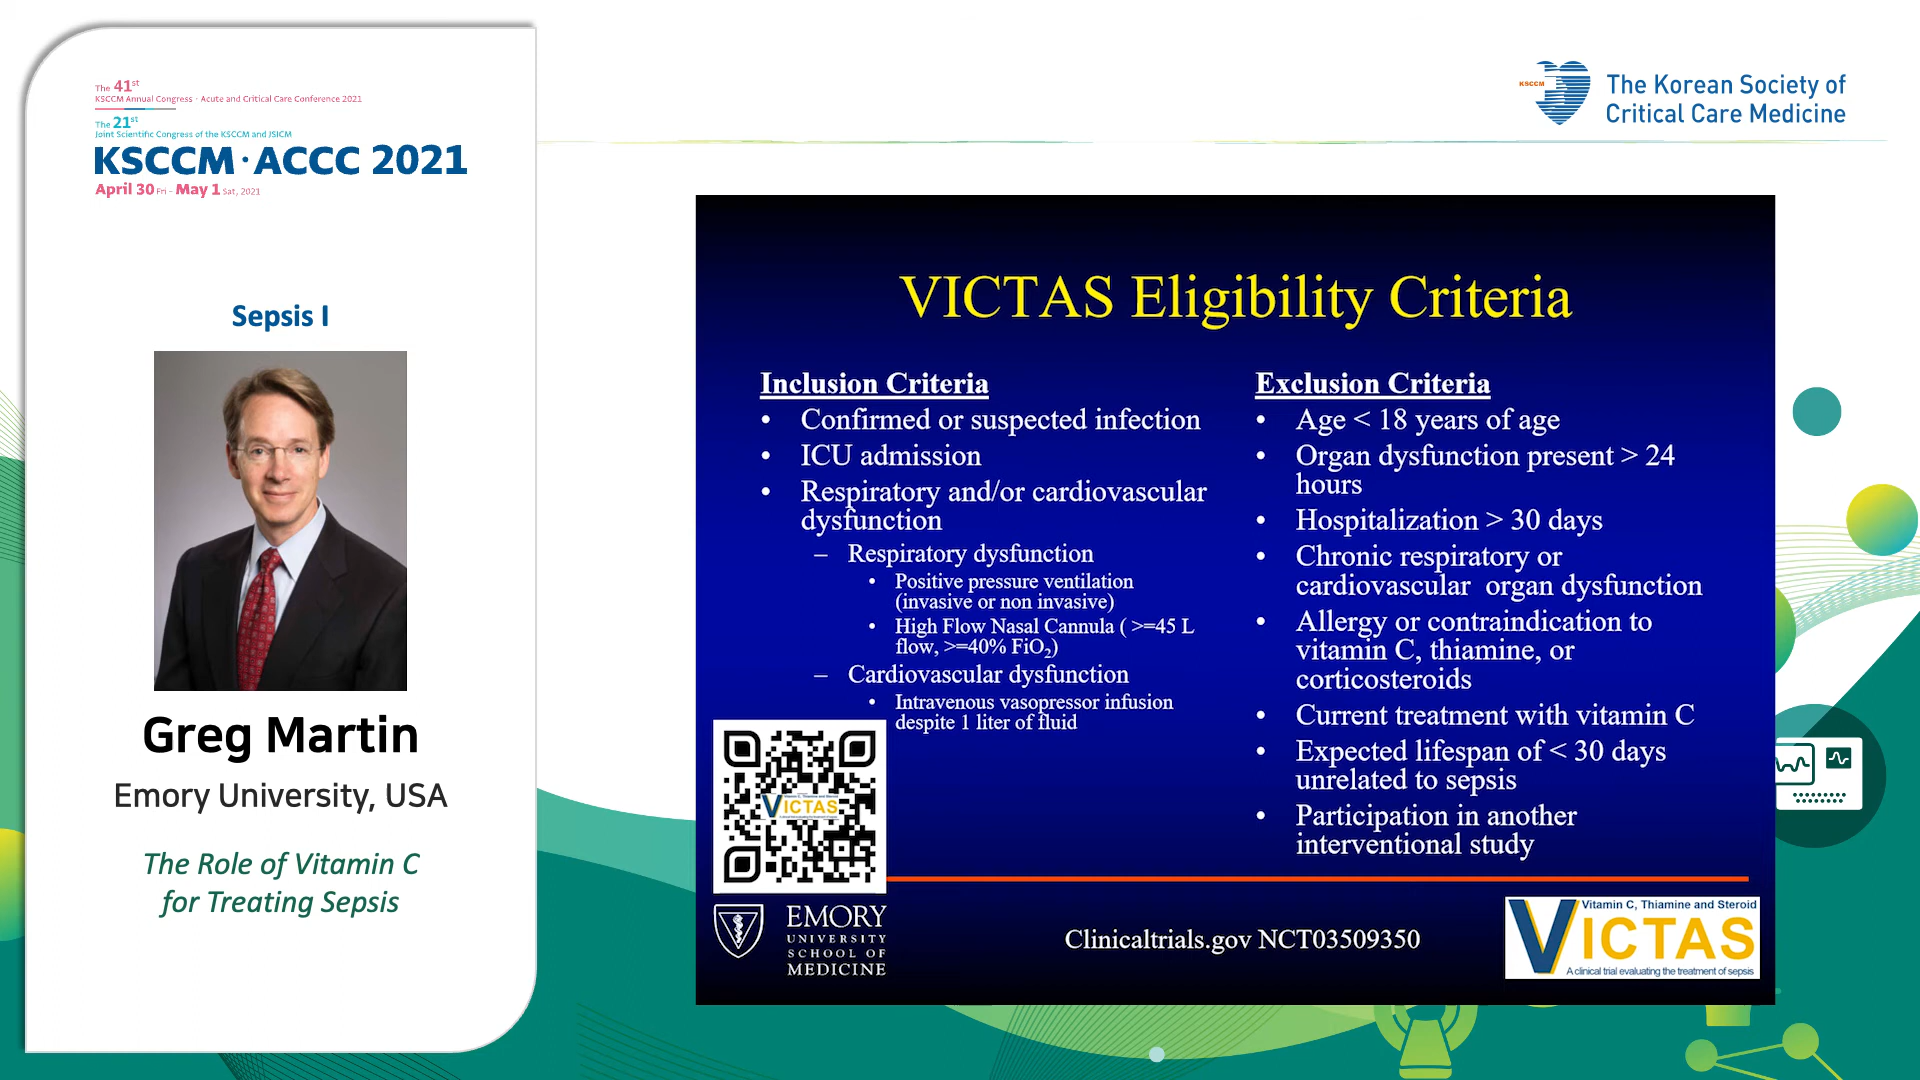 The 41st
KSCCM Annual Congress - Acute and Critical Care Conference 2021
The 21st
Joint Scientific Congress of the KSCCM and JSICM
KSCCM·ACCC 2021
April 30 Fri - May 1 Sat, 2021
Sepsis I
Greg Martin
Emory University, USA
The Role of Vitamin C
for Treating Sepsis
KSCCM
The Korean Society of
Critical Care Medicine
VICTAS Eligibility Criteria
Inclusion Criteria
• Confirmed or suspected infection
• ICU admission
• Respiratory and/or cardiovascular
dysfunction
– Respiratory dysfunction
• Positive pressure ventilation
(invasive or non invasive)
• High Flow Nasal Cannula ( >=45 L
flow, >=40% FiO2)
– Cardiovascular dysfunction
• Intravenous vasopressor infusion
despite 1 liter of fluid
Exclusion Criteria
• Age < 18 years of age
• Organ dysfunction present > 24
hours
• Hospitalization > 30 days
• Chronic respiratory or
cardiovascular organ dysfunction
• Allergy or contraindication to
vitamin C, thiamine, or
corticosteroids
• Current treatment with vitamin C
• Expected lifespan of < 30 days
unrelated to sepsis
• Participation in another
interventional study
VICTAS
EMORY
UNIVERSITY
SCHOOL OF
MEDICINE
Clinicaltrials.gov NCT03509350
Vitamin C, Thiamine and Steroid
VICTAS
A clinical trial evaluating the treatment of sepsis